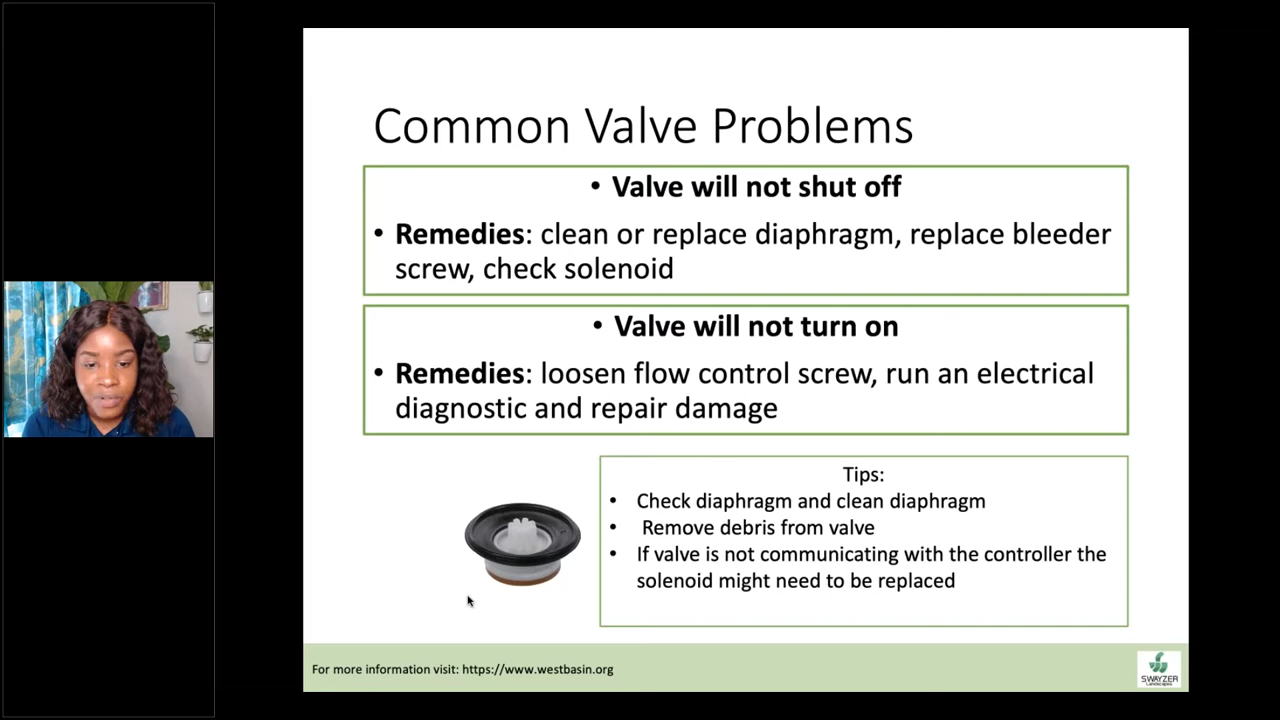 Common Valve Problems
• Valve will not shut off
• Remedies: clean or replace diaphragm, replace bleeder
screw, check solenoid
• Valve will not turn on
• Remedies: loosen flow control screw, run an electrical
diagnostic and repair damage
Tips:
• Check diaphragm and clean diaphragm
• Remove debris from valve
• If valve is not communicating with the controller the
solenoid might need to be replaced
For more information visit: https://www.westbasin.org
SWAYZER
Landscapes